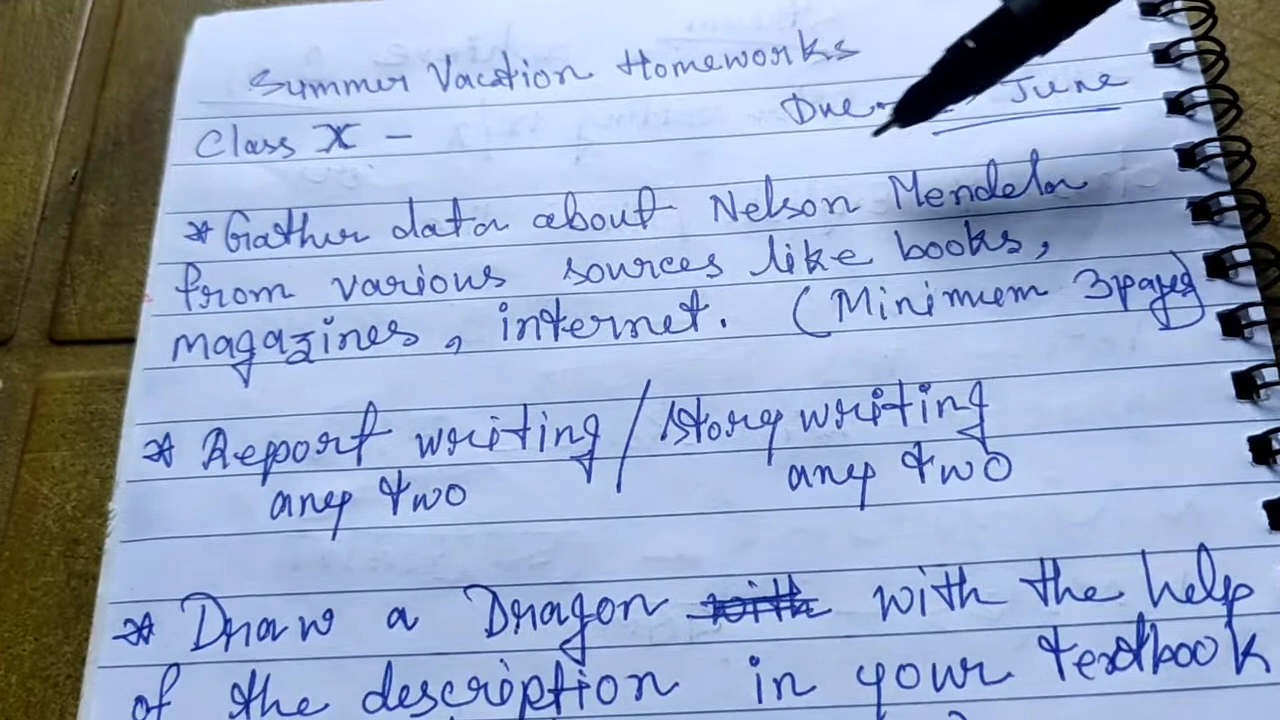 Summer Vacation Homeworks
Due June
Class X -
* Gather data about Nelson Mendela
from various sources like books,
magazines, internet. (Minimum 3 pages)
* Report writing / Story writing
any two any two
* Draw a Dragon with with the help
of the description in your textbook